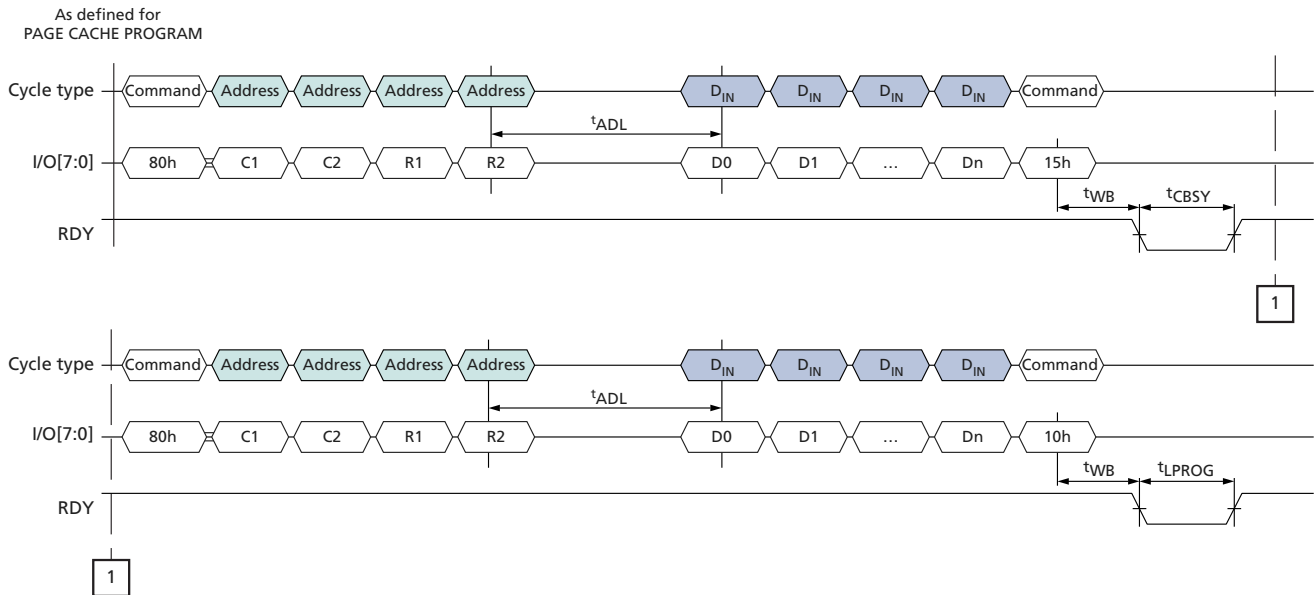 As defined for
PAGE CACHE PROGRAM
Cycle type Command Address Address Address Address DIN DIN DIN DIN Command
tADL
I/O[7:0] 80h C1 C2 R1 R2 D0 D1 … Dn 15h
tWB tCBSY
RDY
1
Cycle type Command Address Address Address Address DIN DIN DIN DIN Command
tADL
I/O[7:0] 80h C1 C2 R1 R2 D0 D1 … Dn 10h
tWB tLPROG
RDY
1